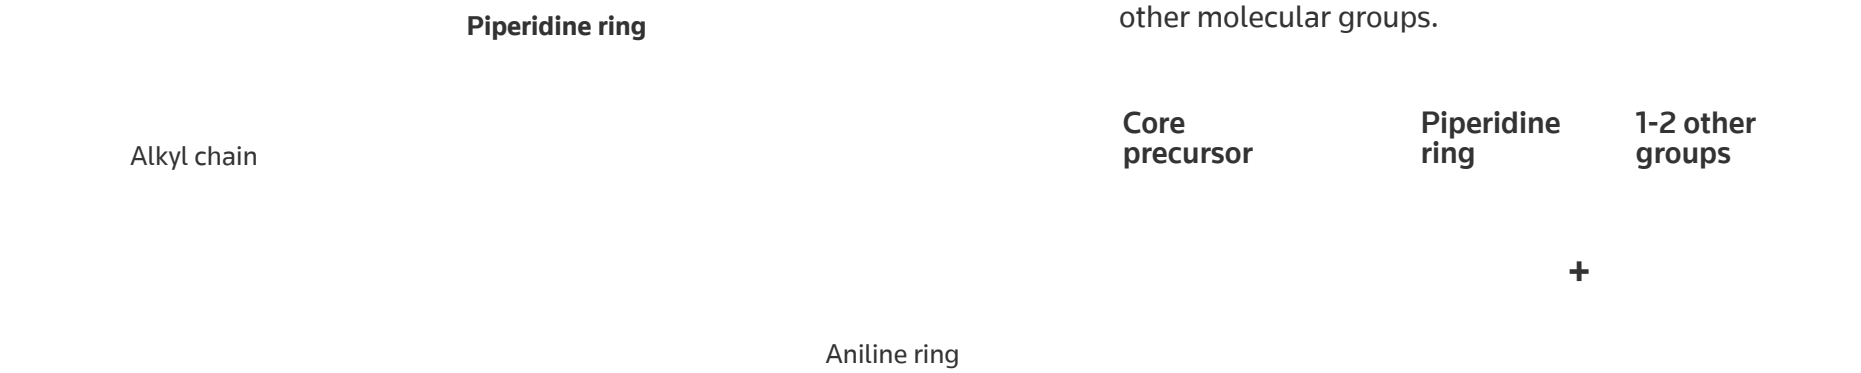 Piperidine ring
Alkyl chain
Aniline ring
other molecular groups.
Core
precursor
Piperidine
ring
1-2 other
groups
+